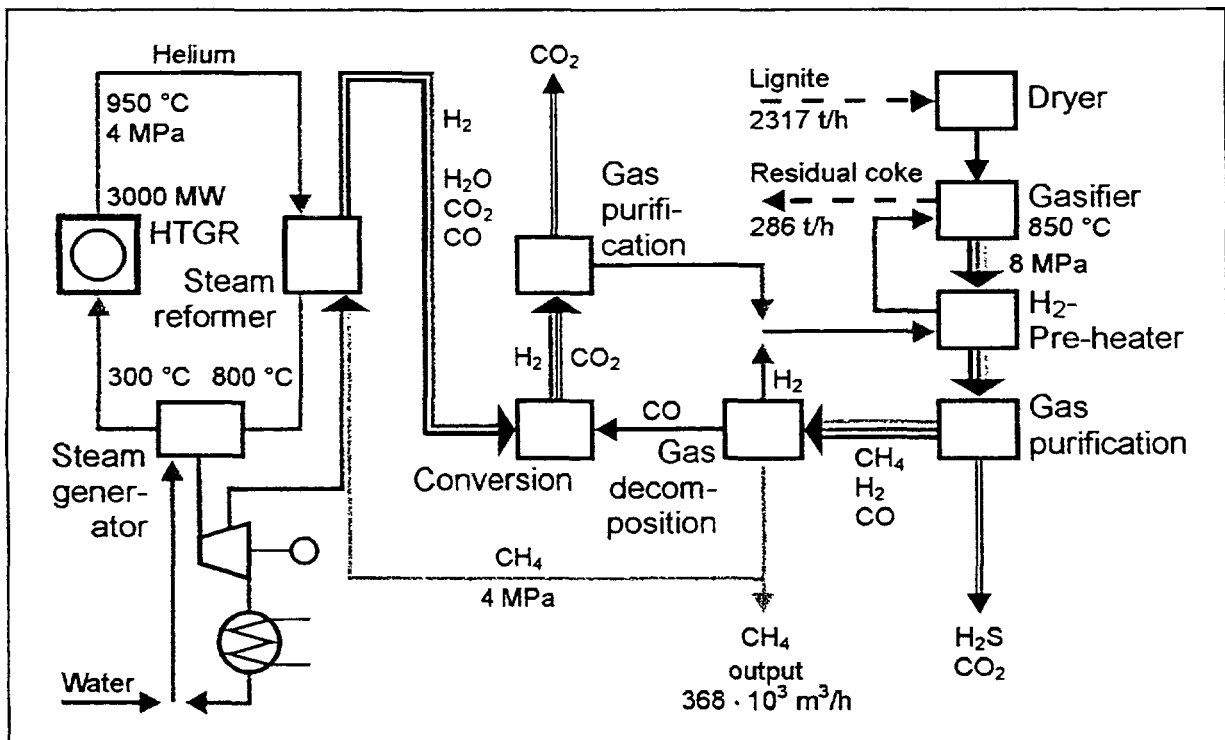 Helium
950 °C
4 MPa
3000 MW
HTGR
Steam
reformer
300 °C
800 °C
Steam
gener-
ator
Water
H₂
H₂O
CO₂
CO
CO₂
Gas
purifi-
cation
H₂
CO₂
Conversion
CO
Gas
decom-
position
H₂
CH₄
4 MPa
CH₄
output
368 · 10³ m³/h
Lignite
2317 t/h
Dryer
Residual coke
286 t/h
Gasifier
850 °C
8 MPa
H₂-
Pre-heater
Gas
purification
CH₄
H₂
CO
H₂S
CO₂